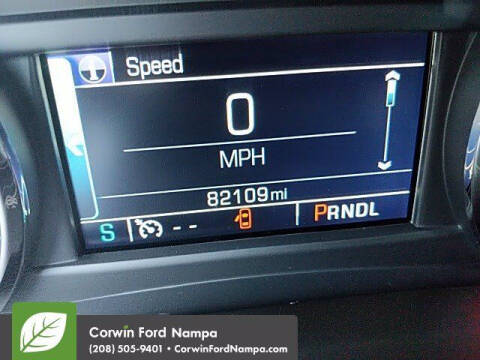 Speed
0
MPH
82109mi
S -- PRNDL
Corwin Ford Nampa
(208) 505-9401 • CorwinFordNampa.com